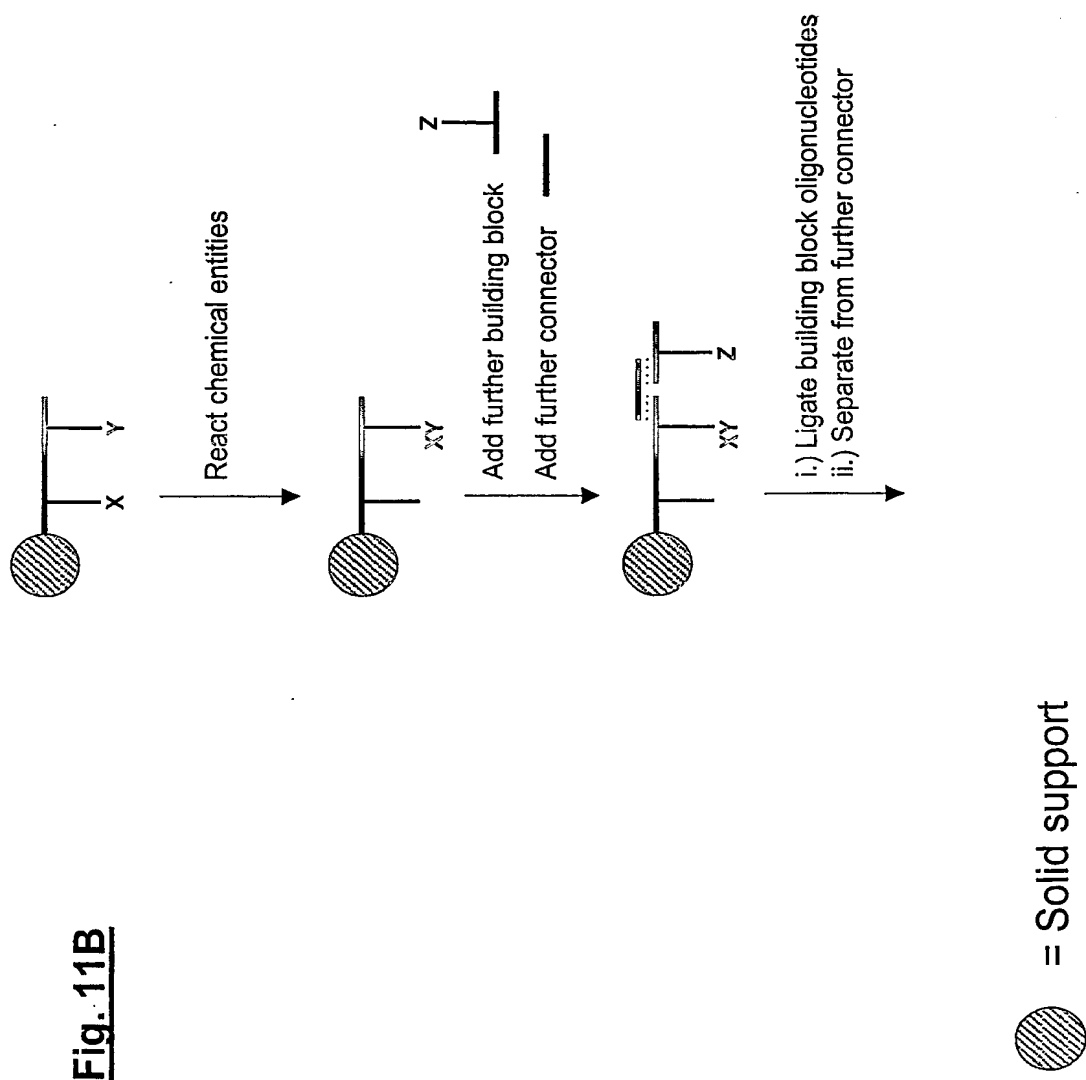 Fig. 11B
X Y
React chemical entities
XY
Add further building block
Z
Add further connector
XY Z
i.) Ligate building block oligonucleotides
ii.) Separate from further connector
= Solid support